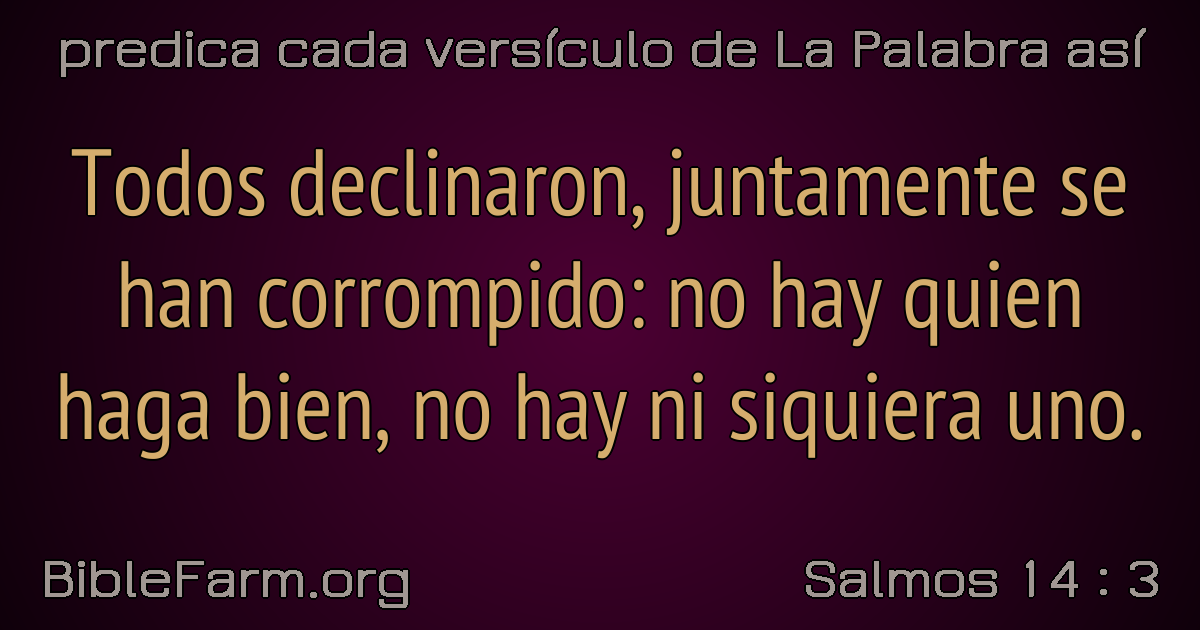 predica cada versículo de La Palabra así
Todos declinaron, juntamente se
han corrompido: no hay quien
haga bien, no hay ni siquiera uno.
BibleFarm.org
Salmos 14 : 3